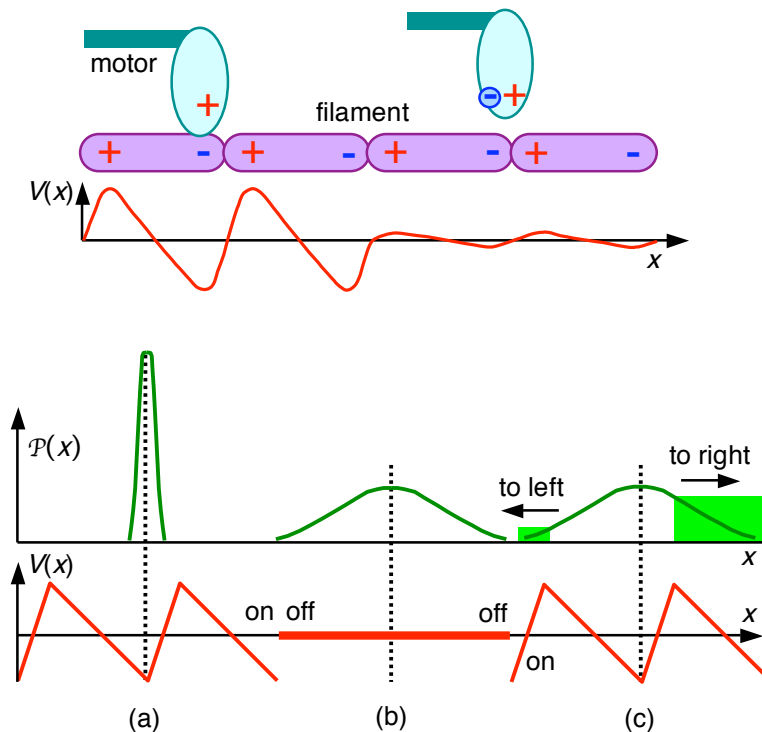 motor
+
-
+
filament
+
-
+
-
+
-
+
-
V(x)
x
𝒫(x)
to left
to right
x
V(x)
on
off
off
on
x
(a)
(b)
(c)